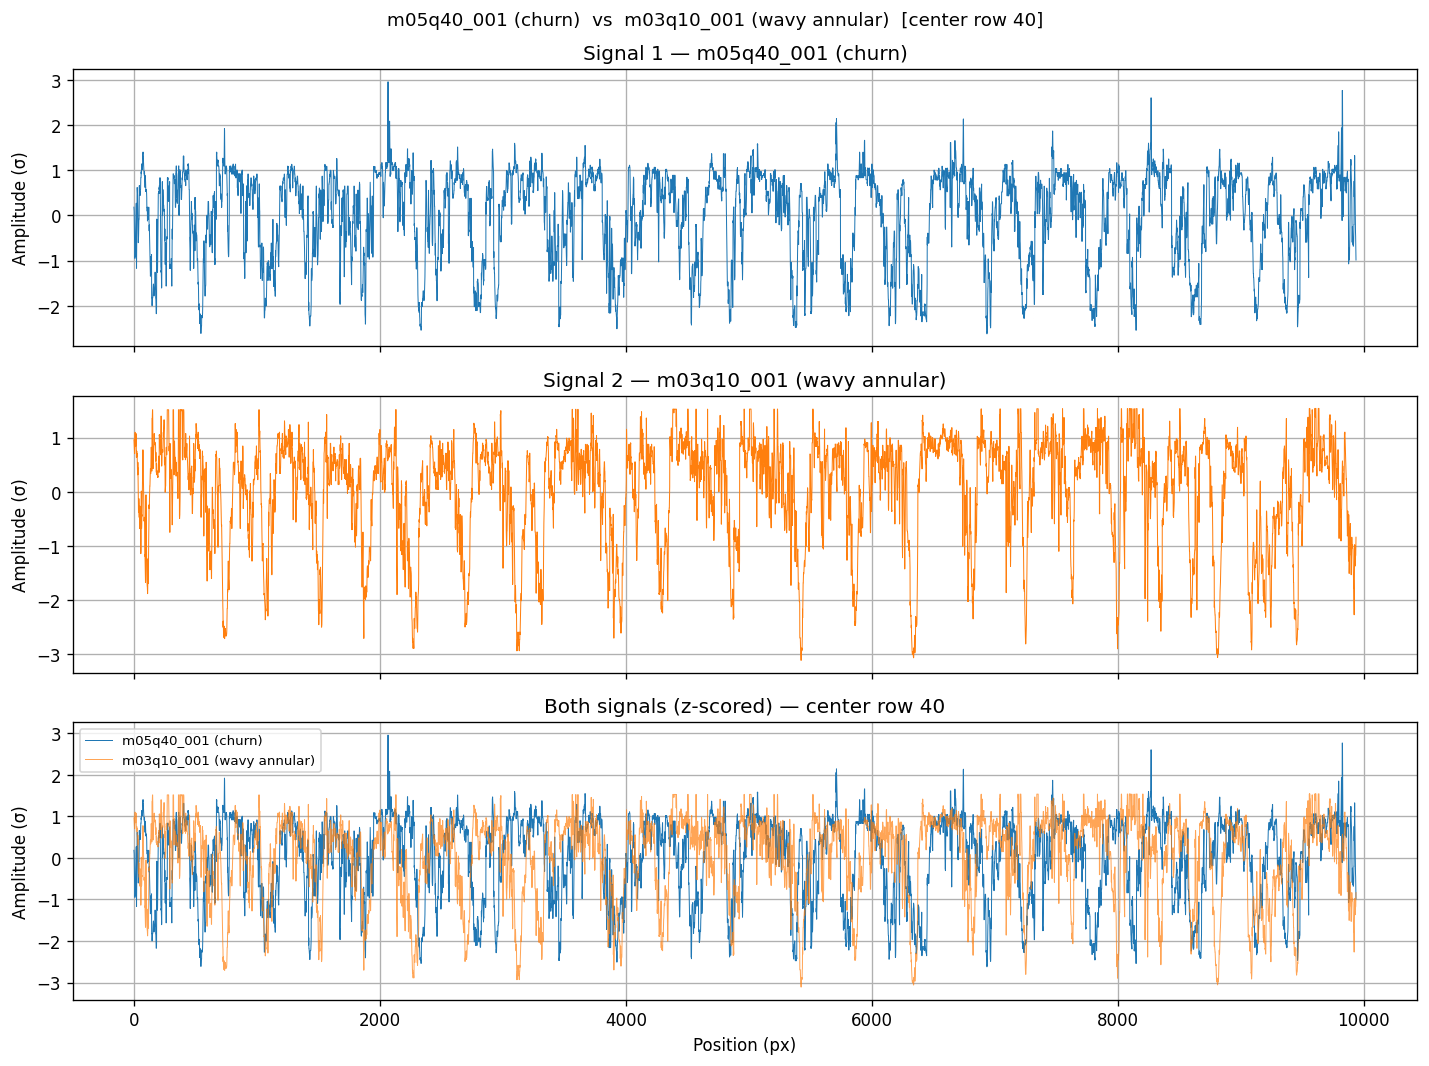 m05q40_001 (churn)  vs  m03q10_001 (wavy annular)  [center row 40]
Signal 1 — m05q40_001 (churn)
Amplitude (σ)
3
2
1
0
−1
−2
Signal 2 — m03q10_001 (wavy annular)
Amplitude (σ)
1
0
−1
−2
−3
Both signals (z-scored) — center row 40
m05q40_001 (churn)
m03q10_001 (wavy annular)
Amplitude (σ)
3
2
1
0
−1
−2
−3
0 2000 4000 6000 8000 10000
Position (px)